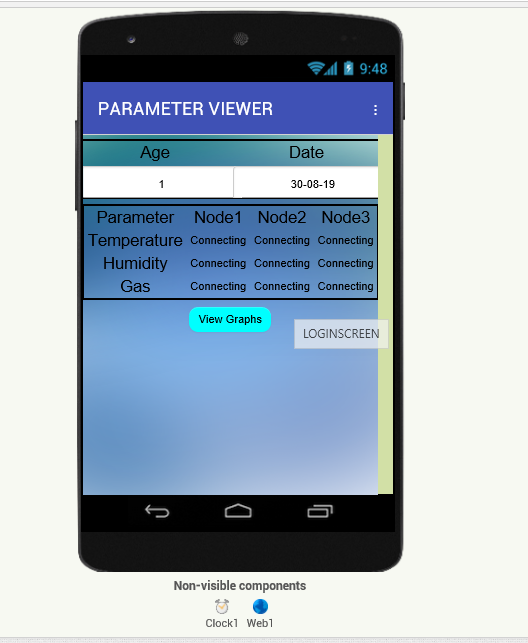 9:48
PARAMETER VIEWER
Age Date
1 30-08-19
Parameter Node1 Node2 Node3
Temperature Connecting Connecting Connecting
Humidity Connecting Connecting Connecting
Gas Connecting Connecting Connecting
View Graphs
LOGINSCREEN
Non-visible components
Clock1 Web1